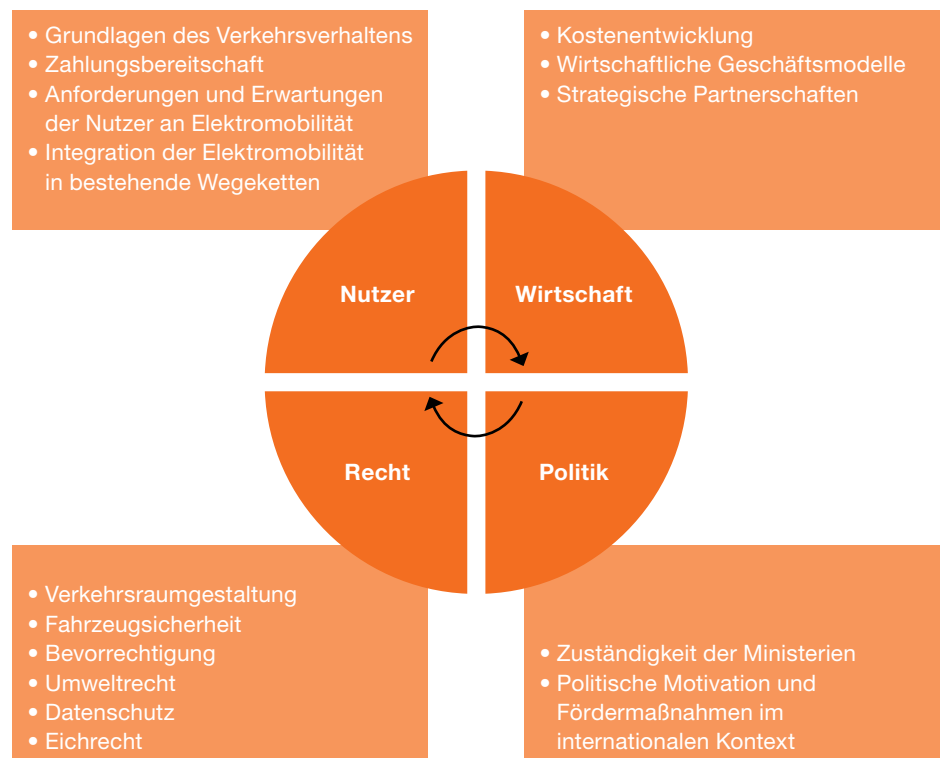 • Grundlagen des Verkehrsverhaltens
• Zahlungsbereitschaft
• Anforderungen und Erwartungen
der Nutzer an Elektromobilität
• Integration der Elektromobilität
in bestehende Wegeketten
• Kostenentwicklung
• Wirtschaftliche Geschäftsmodelle
• Strategische Partnerschaften
Nutzer
Wirtschaft
Recht
Politik
• Verkehrsraumgestaltung
• Fahrzeugsicherheit
• Bevorrechtigung
• Umweltrecht
• Datenschutz
• Eichrecht
• Zuständigkeit der Ministerien
• Politische Motivation und
Fördermaßnahmen im
internationalen Kontext